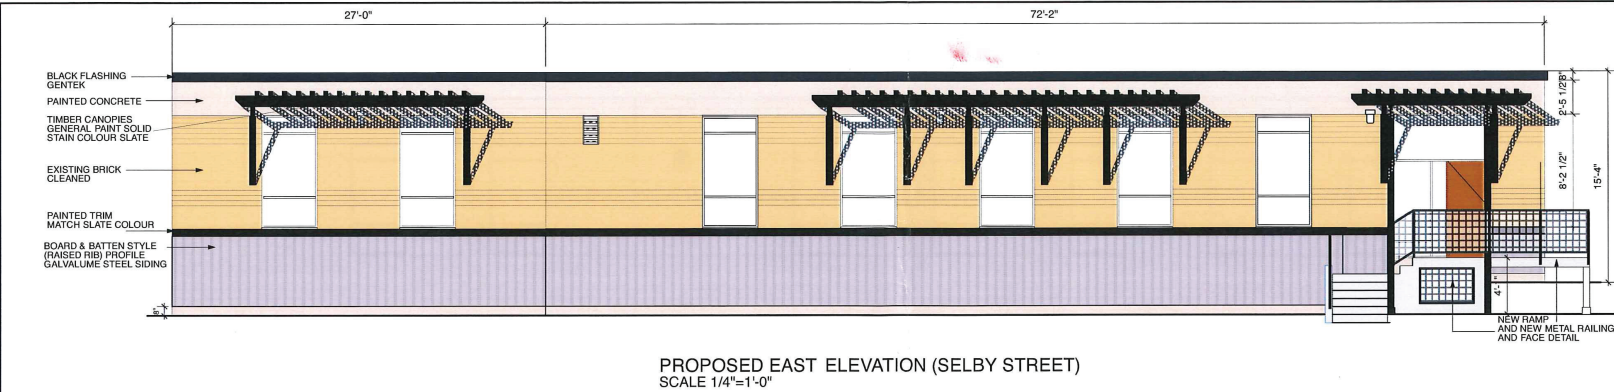 27'-0"
72'-2"
BLACK FLASHING
GENTEK
PAINTED CONCRETE
TIMBER CANOPIES
GENERAL PAINT SOLID
STAIN COLOUR SLATE
EXISTING BRICK
CLEANED
PAINTED TRIM
MATCH SLATE COLOUR
BOARD & BATTEN STYLE
(RAISED RIB) PROFILE
GALVALUME STEEL SIDING
8"
8"
2'-5 1/2"
8'-2 1/2"
15'-4"
NEW RAMP
AND NEW METAL RAILING
AND FACE DETAIL
PROPOSED EAST ELEVATION (SELBY STREET)
SCALE 1/4"=1'-0"